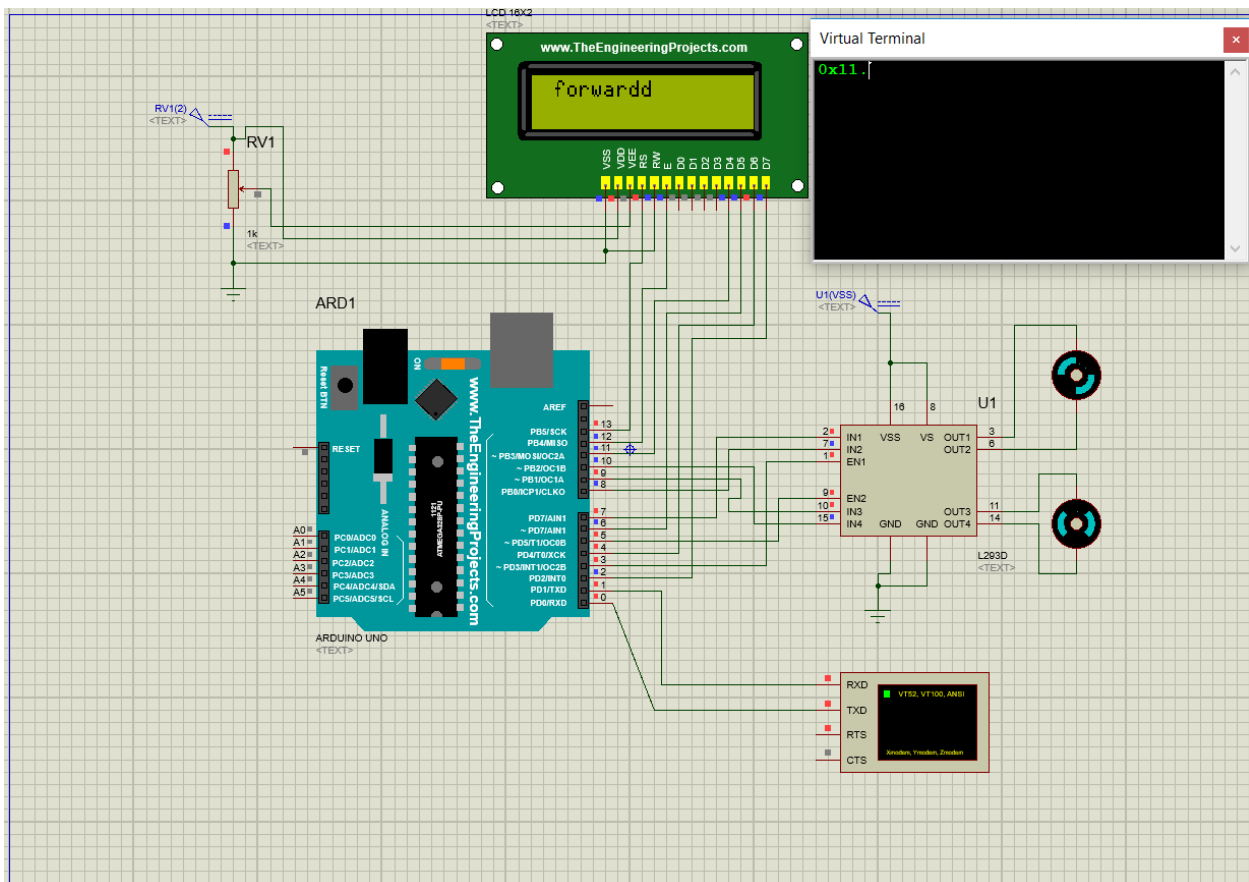 LCD 16X2
<TEXT>
www.TheEngineeringProjects.com
forwardd
VSS
VDD
VEE
RS
RW
E
D0
D1
D2
D3
D4
D5
D6
D7
Virtual Terminal
0x11.
RV1(2)
<TEXT>
RV1
1k
<TEXT>
ARD1
Reset BTN
ON
www.TheEngineeringProjects.com
RESET
ANALOG IN
1121
A0
A1
A2
A3
A4
A5
PC0/ADC0
PC1/ADC1
PC2/ADC2
PC3/ADC3
PC4/ADC4/SDA
PC5/ADC5/SCL
AREF
PB5/SCK
PB4/MISO
~ PB3/MOSI/OC2A
~ PB2/OC1B
~ PB1/OC1A
PB0/ICP1/CLKO
13
12
11
10
9
8
PD7/AIN1
~ PD7/AIN1
~ PD5/T1/OC0B
PD4/T0/XCK
~ PD3/INT1/OC2B
PD2/INT0
PD1/TXD
PD0/RXD
7
6
5
4
3
2
1
0
ARDUINO UNO
<TEXT>
U1(VSS)
<TEXT>
16
8
U1
2
7
1
9
10
15
IN1
IN2
EN1
EN2
IN3
IN4
VSS
VS
OUT1
OUT2
OUT3
OUT4
GND
GND
3
6
11
14
L293D
<TEXT>
RXD
TXD
RTS
CTS
VT52, VT100, ANSI
Xmodem, Ymodem, Zmodem